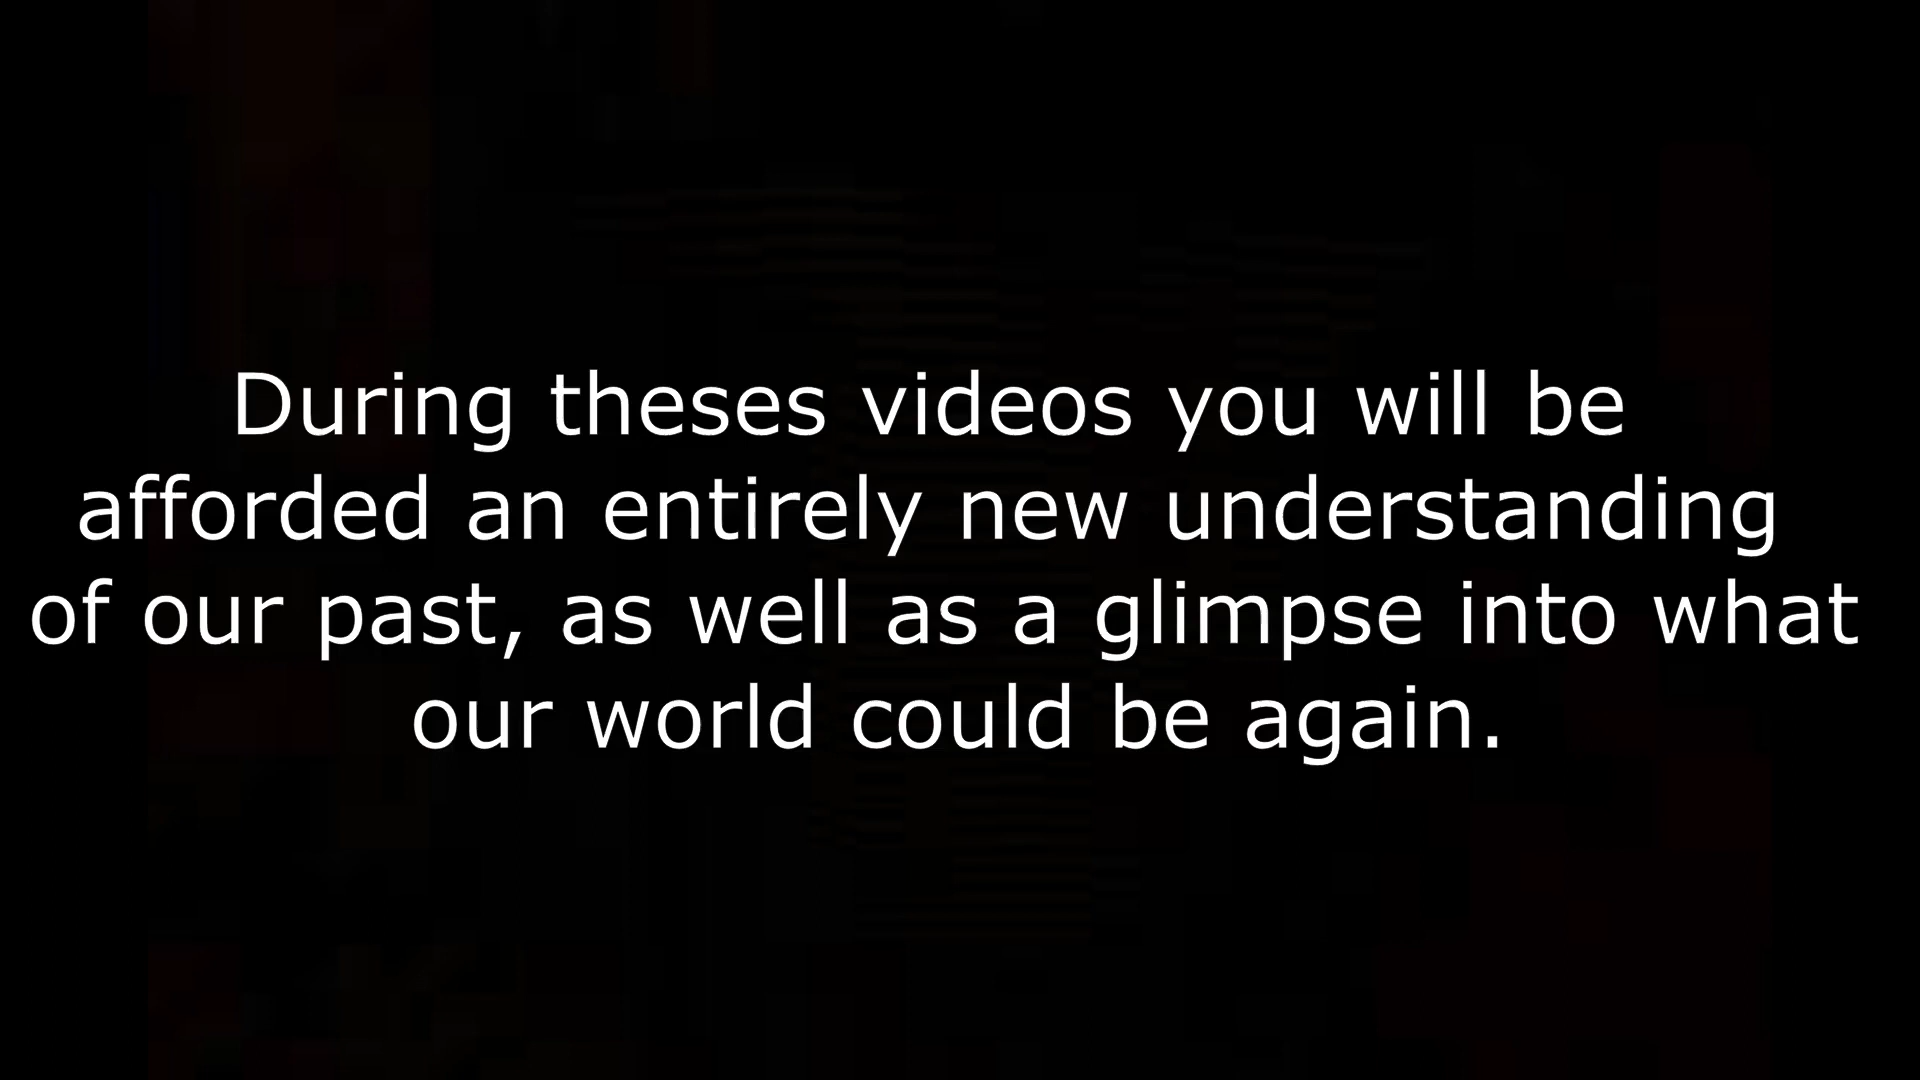 During theses videos you will be
afforded an entirely new understanding
of our past, as well as a glimpse into what
our world could be again.